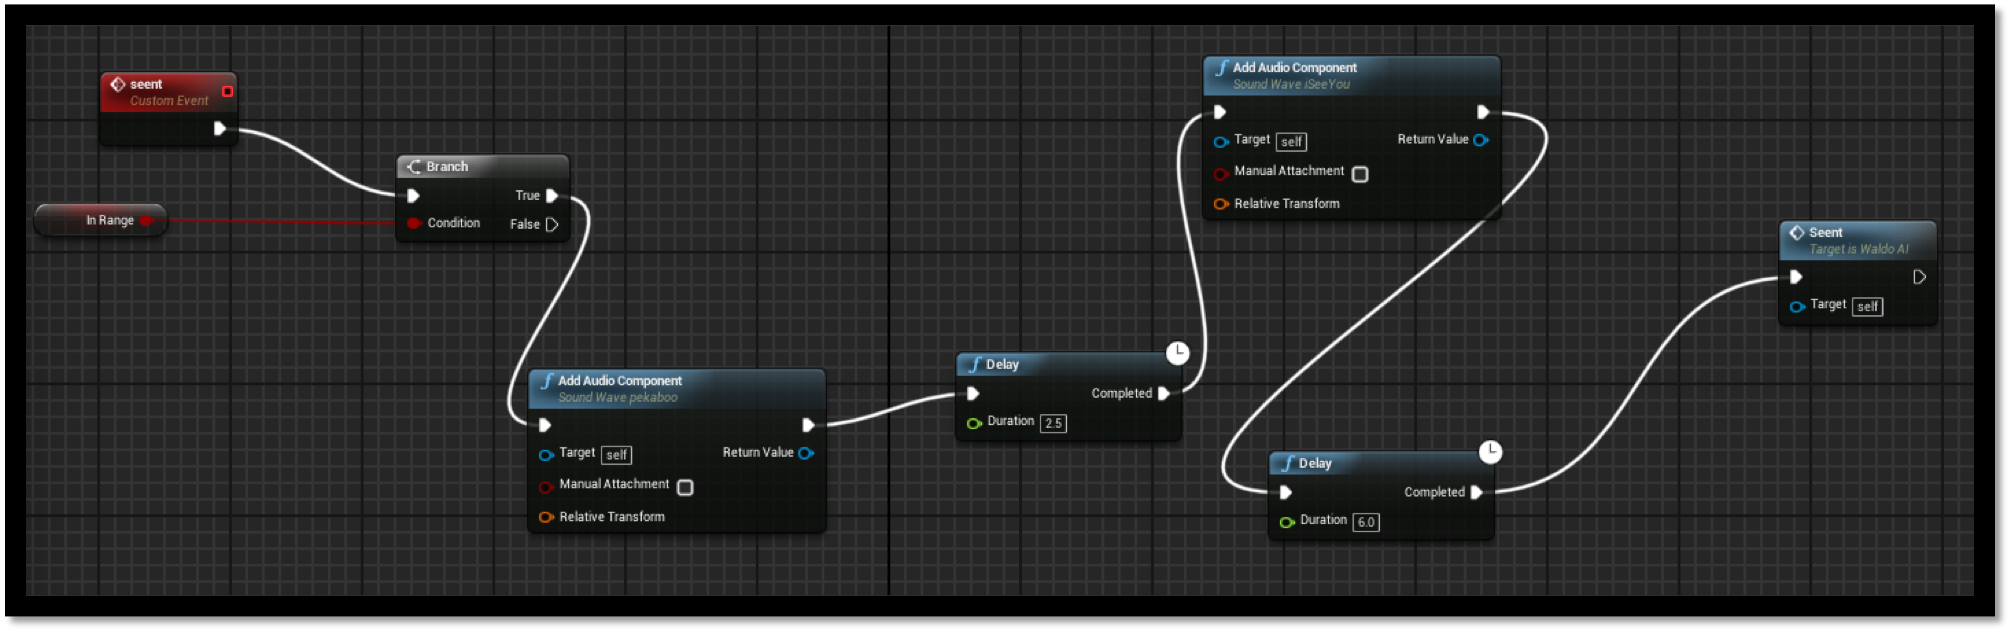 seent
Custom Event
In Range
Branch
True
Condition
False
Add Audio Component
Sound Wave pekaboo
Target self
Return Value
Manual Attachment
Relative Transform
Delay
Completed
Duration 2.5
Add Audio Component
Sound Wave iSeeYou
Target self
Return Value
Manual Attachment
Relative Transform
Delay
Completed
Duration 6.0
Seent
Target is Waldo AI
Target self